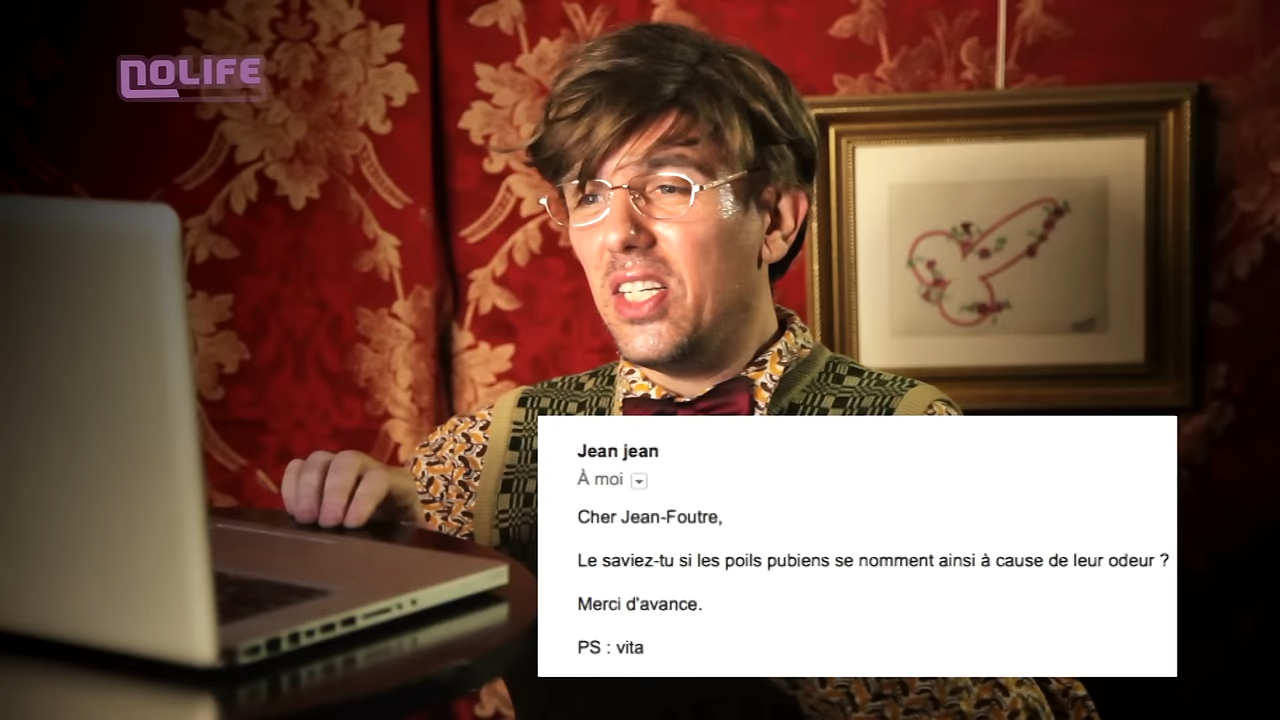 NOLIFE
Jean jean
À moi
Cher Jean-Foutre,
Le saviez-tu si les poils pubiens se nomment ainsi à cause de leur odeur ?
Merci d'avance.
PS : vita